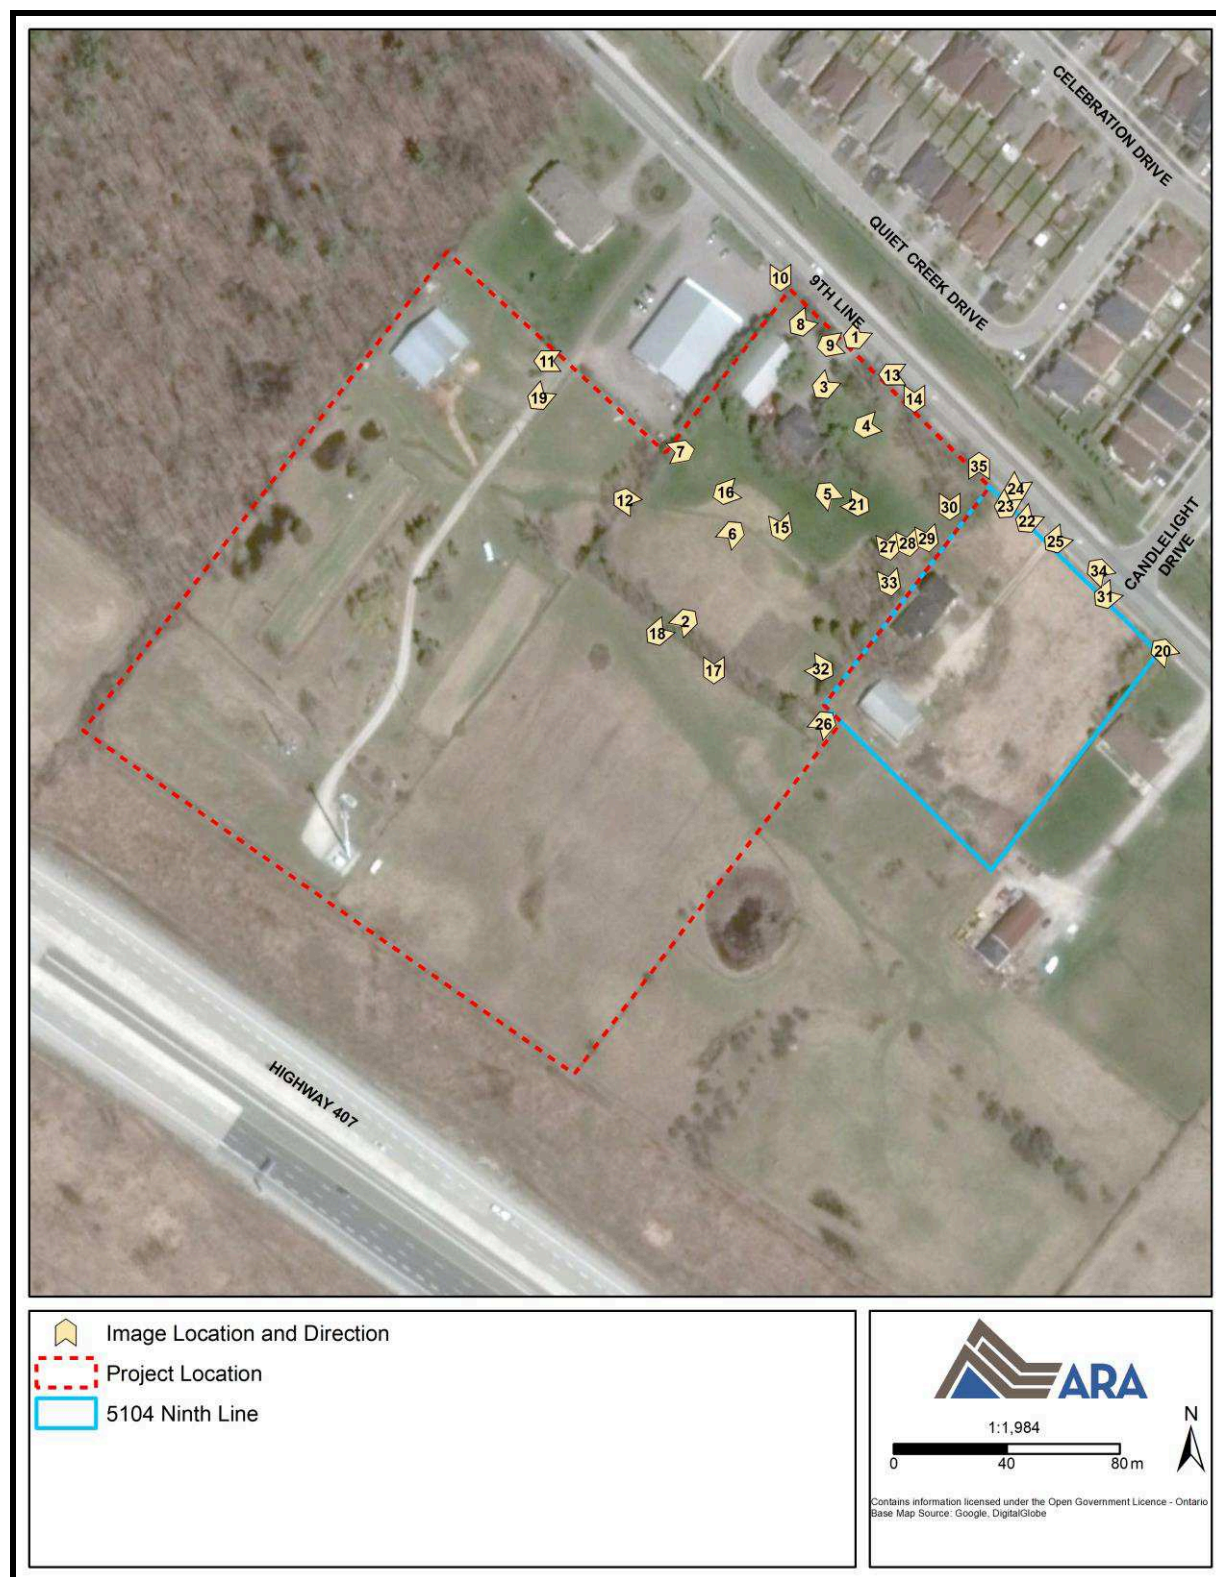 CELEBRATION DRIVE
QUIET CREEK DRIVE
10
9TH LINE
8
1
9
11
13
3
19
14
4
7
35
16
5
24
12
21
30
23
15
22
6
29
25
28
27
CANDLELIGHT
DRIVE
34
33
31
2
18
20
32
17
26
HIGHWAY 407
Image Location and Direction
Project Location
5104 Ninth Line
ARA
N
1:1,984
0 40 80 m
Contains information licensed under the Open Government Licence - Ontario
Base Map Source: Google, DigitalGlobe